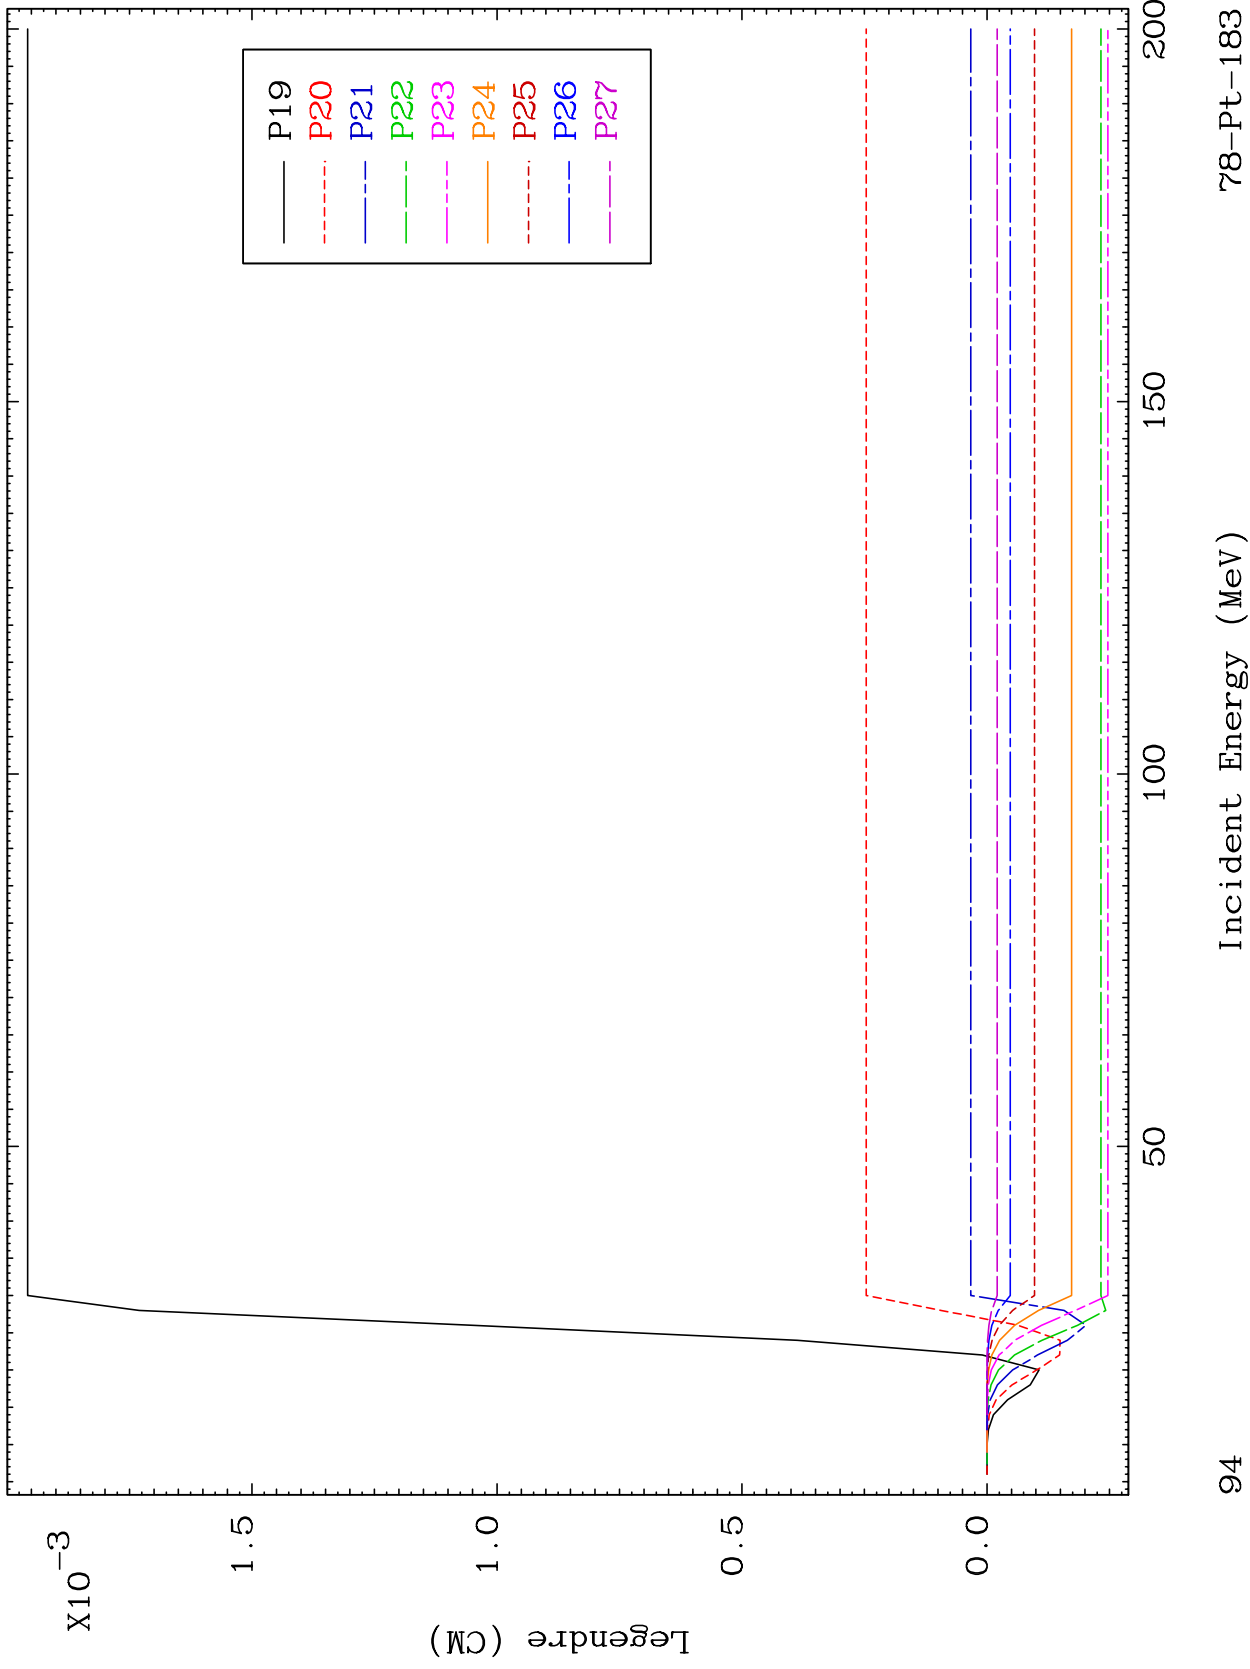 X10-3
1.5
1.0
0.5
0.0
Legendre (CM)
P19
P20
P21
P22
P23
P24
P25
P26
P27
50
100
150
200
Incident Energy (MeV)
94
78-Pt-183